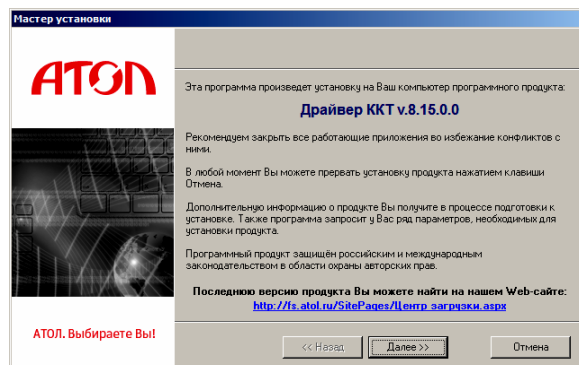 Мастер установки
АТОЛ
Эта программа произведет установку на Ваш компьютер программного продукта:
Драйвер ККТ v.8.15.0.0
Рекомендуем закрыть все работающие приложения во избежание конфликтов с
ними.
В любой момент Вы можете прервать установку продукта нажатием клавиши
Отмена.
Дополнительную информацию о продукте Вы получите в процессе подготовки к
установке. Также программа запросит у Вас ряд параметров, необходимых для
установки продукта.
Программный продукт защищён российским и международным
законодательством в области охраны авторских прав.
Последнюю версию продукта Вы можете найти на нашем Web-сайте:
http://fs.atol.ru/SitePages/Центр загрузки.aspx
АТОЛ. Выбираете Вы!
<< Назад
Далее >>
Отмена